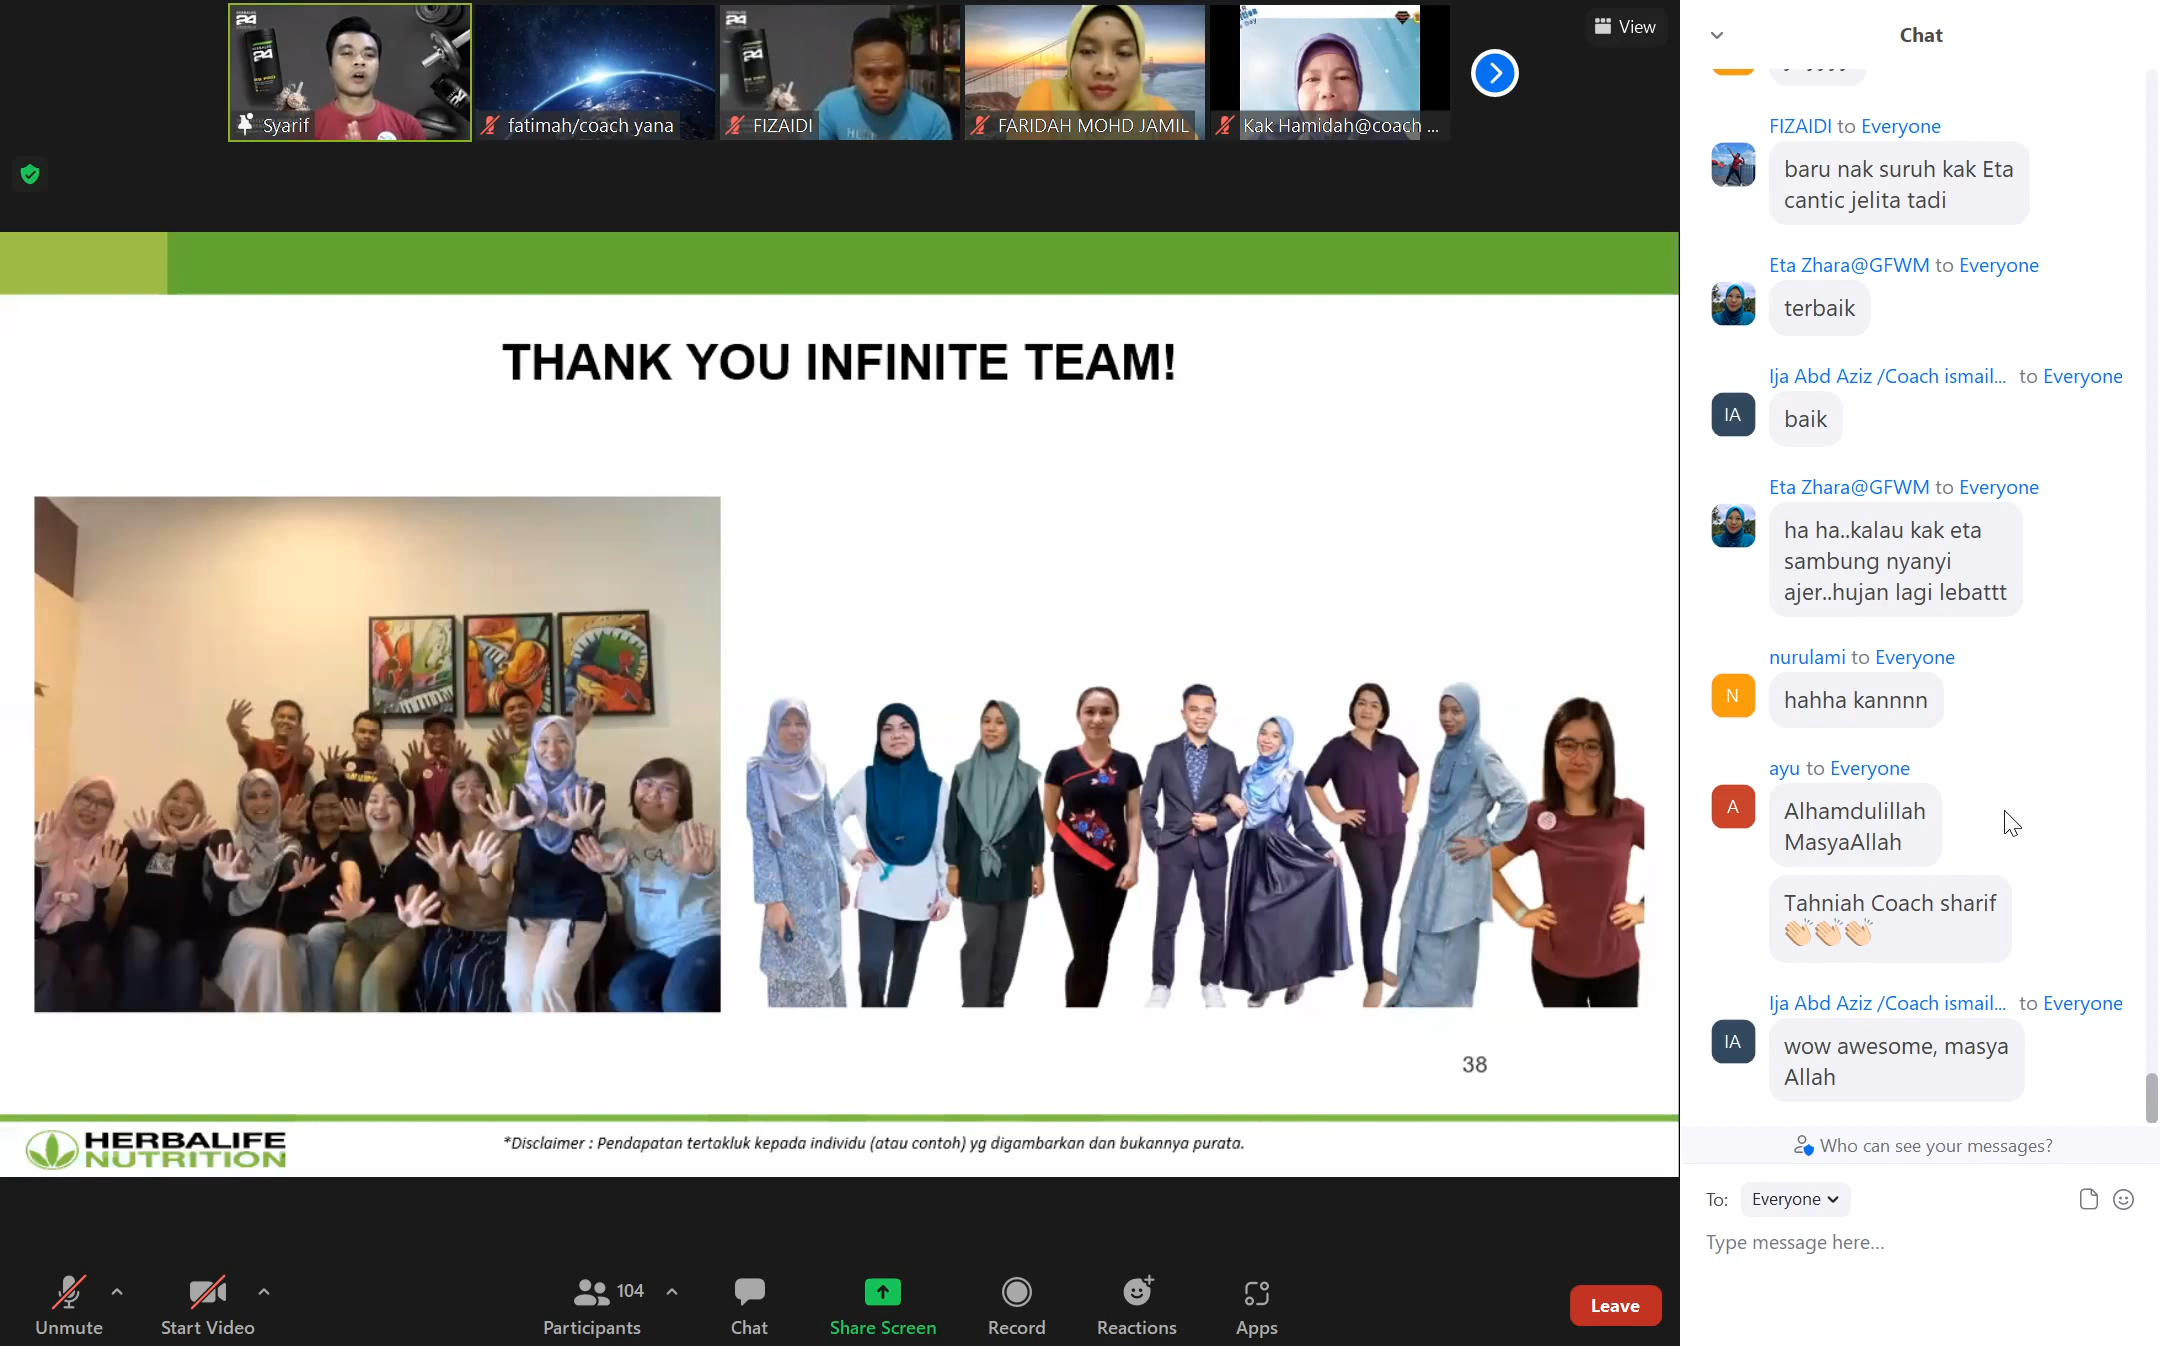 HERBALIFE
24
Syarif
fatimah/coach yana
HERBALIFE
24
FIZAIDI
FARIDAH MOHD JAMIL
Kak Hamidah@coach ...
View
THANK YOU INFINITE TEAM!
38
HERBALIFE
NUTRITION
*Disclaimer : Pendapatan tertakluk kepada individu (atau contoh) yg digambarkan dan bukannya purata.
Unmute
Start Video
104
Participants
Chat
Share Screen
Record
Reactions
Apps
Leave
Chat
FIZAIDI to Everyone
baru nak suruh kak Eta
cantic jelita tadi
Eta Zhara@GFWM to Everyone
terbaik
Ija Abd Aziz /Coach ismail... to Everyone
IA
baik
Eta Zhara@GFWM to Everyone
ha ha..kalau kak eta
sambung nyanyi
ajer..hujan lagi lebattt
nurulami to Everyone
N
hahha kannnn
ayu to Everyone
A
Alhamdulillah
MasyaAllah
Tahniah Coach sharif
👏🏻👏🏻👏🏻
Ija Abd Aziz /Coach ismail... to Everyone
IA
wow awesome, masya
Allah
Who can see your messages?
To: Everyone
Type message here...